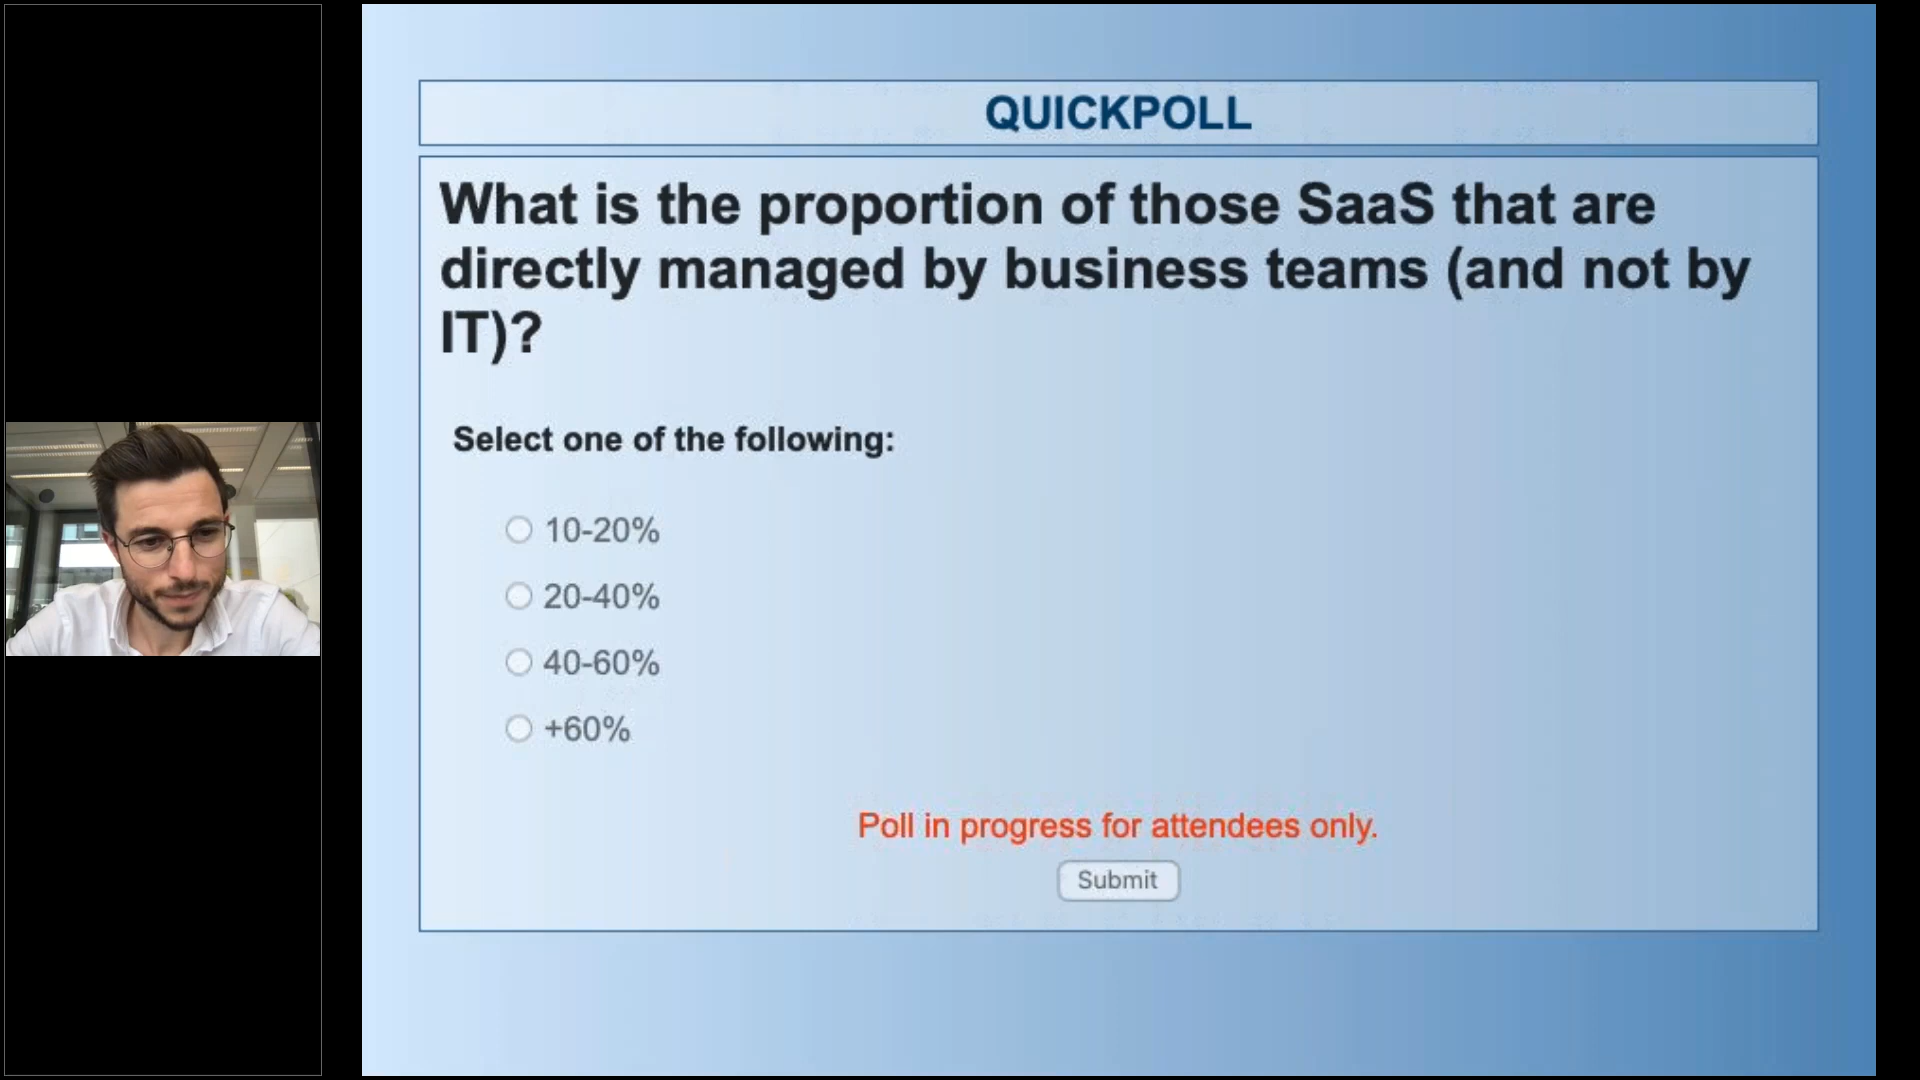 QUICKPOLL
What is the proportion of those SaaS that are
directly managed by business teams (and not by
IT)?
Select one of the following:
10-20%
20-40%
40-60%
+60%
Poll in progress for attendees only.
Submit